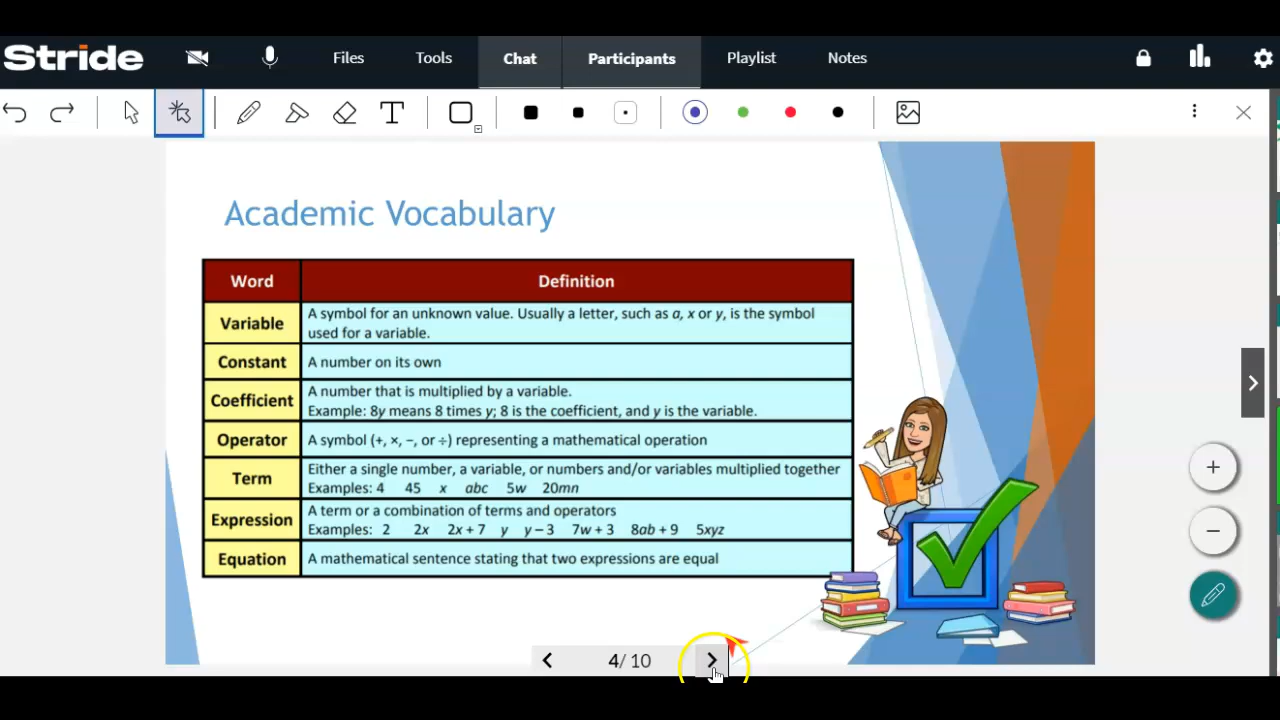 Stride Files Tools Chat Participants Playlist Notes
T
Academic Vocabulary
Word Definition
Variable
A symbol for an unknown value. Usually a letter, such as a, x or y, is the symbol
used for a variable.
Constant A number on its own
Coefficient
A number that is multiplied by a variable.
Example: 8y means 8 times y; 8 is the coefficient, and y is the variable.
Operator A symbol (+, ×, −, or ÷) representing a mathematical operation
Term
Either a single number, a variable, or numbers and/or variables multiplied together
Examples: 4 45 x abc 5w 20mn
Expression
A term or a combination of terms and operators
Examples: 2 2x 2x + 7 y y − 3 7w + 3 8ab + 9 5xyz
Equation A mathematical sentence stating that two expressions are equal
4/ 10